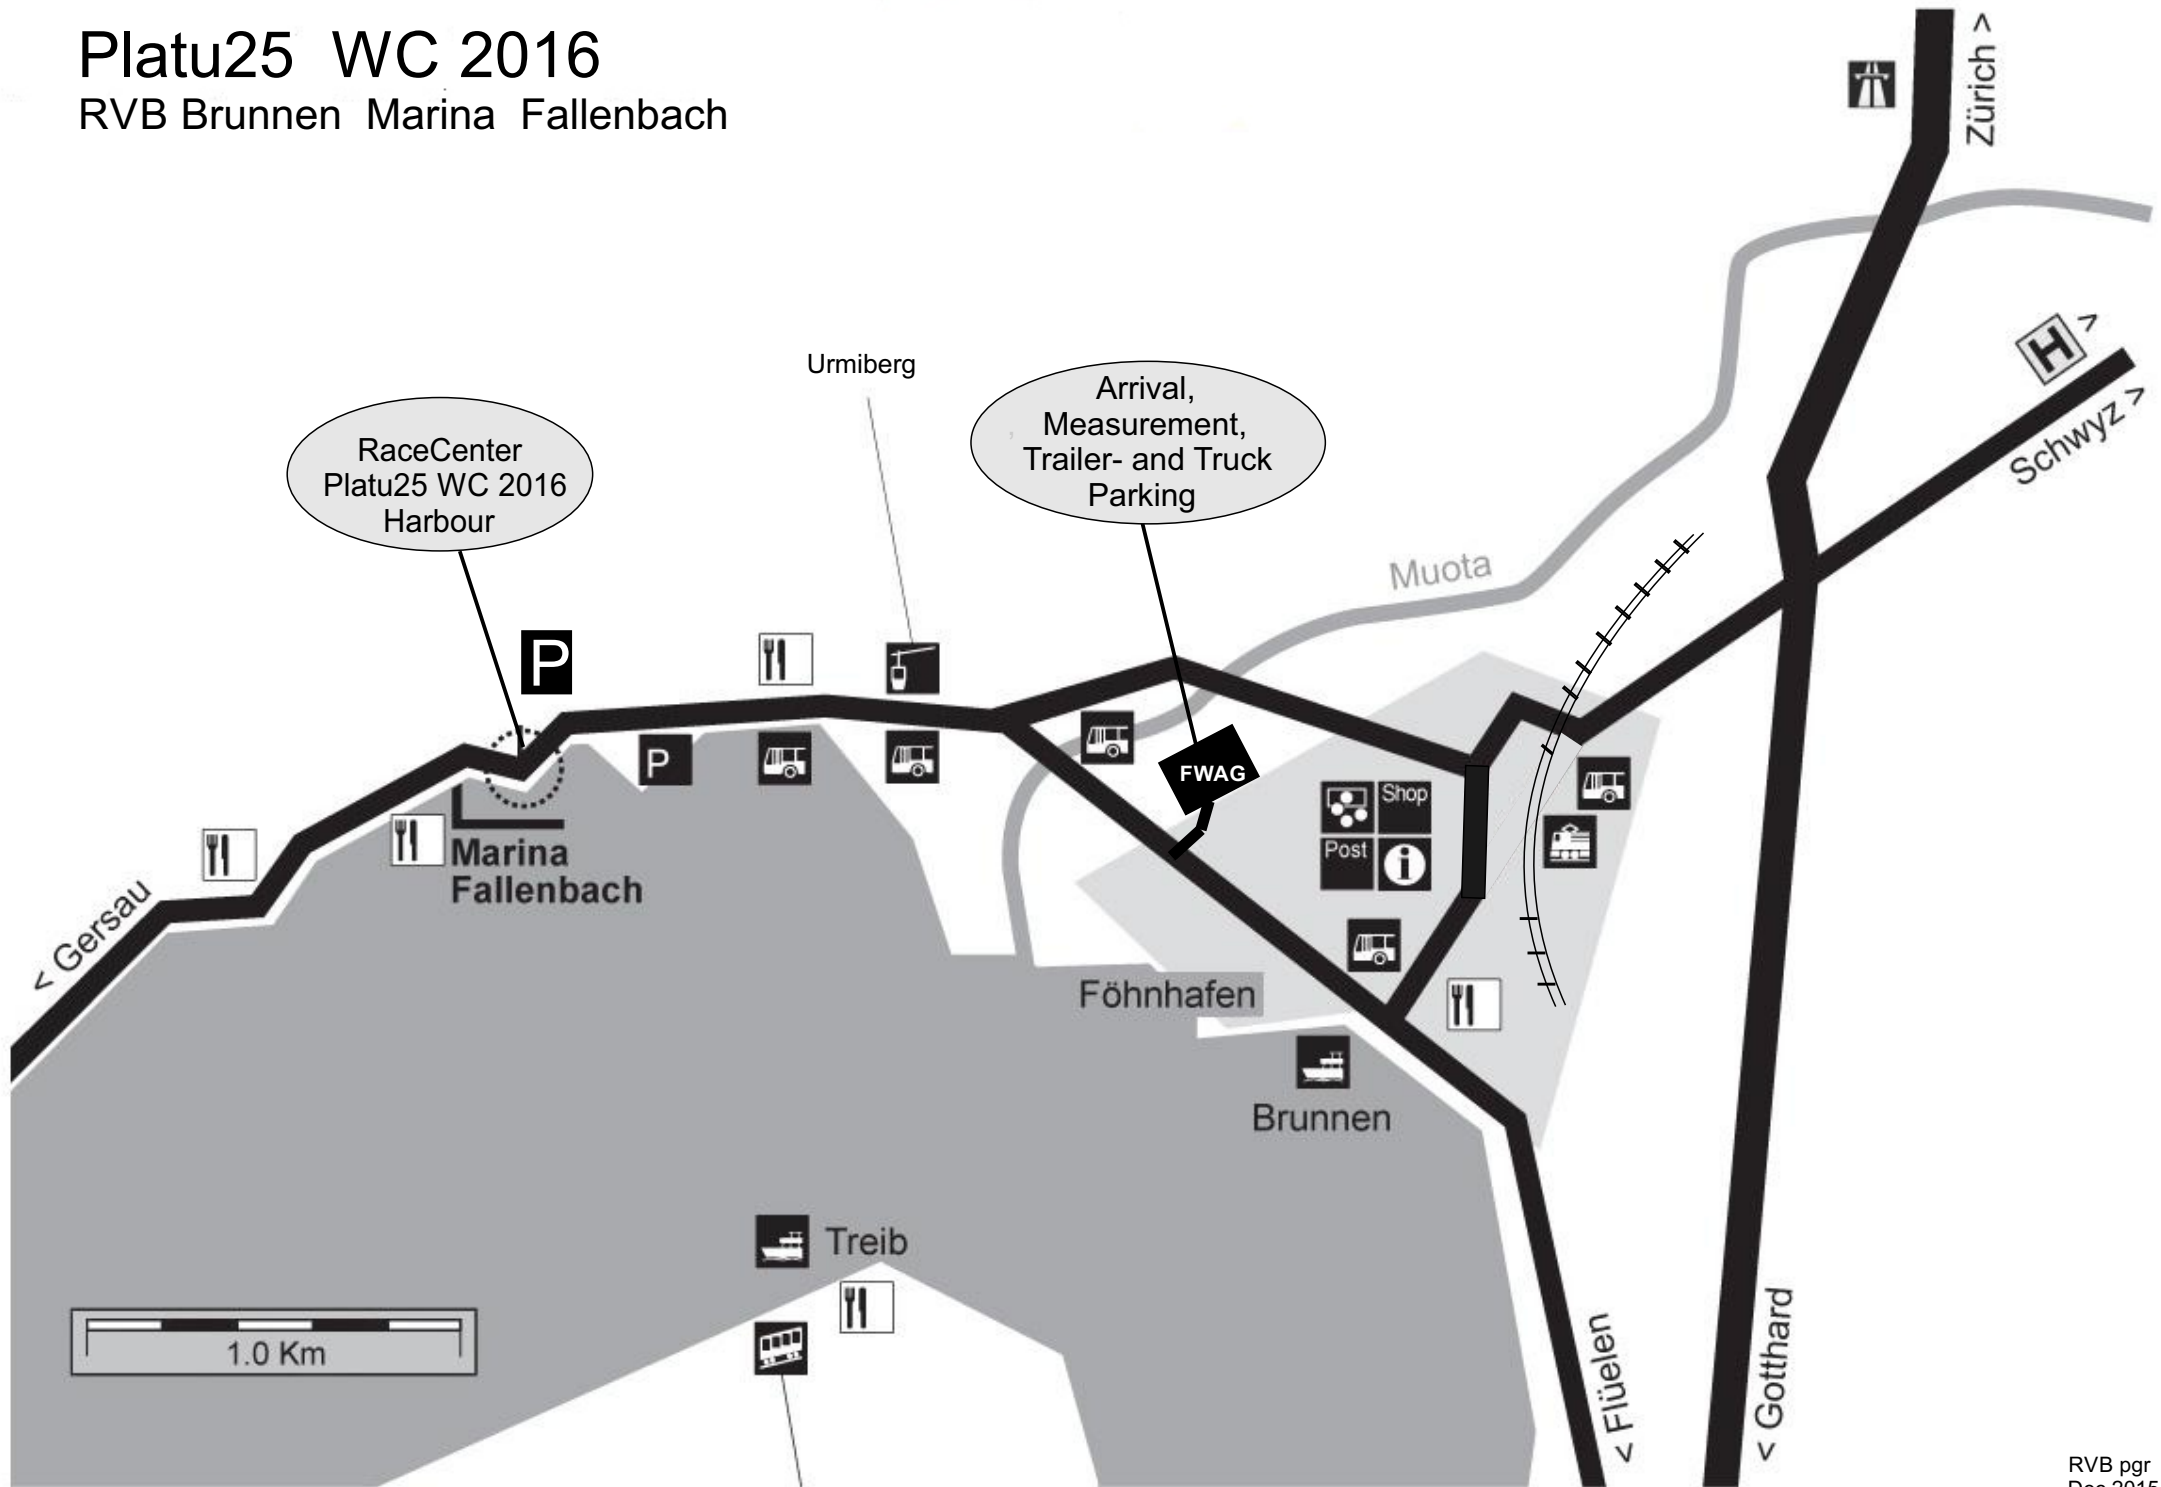 Platu25 WC 2016
RVB Brunnen Marina Fallenbach
Zürich >
H >
Schwyz >
Urmiberg
Arrival,
Measurement,
Trailer- and Truck
Parking
RaceCenter
Platu25 WC 2016
Harbour
Muota
P
P
FWAG
Shop
Post
i
Marina
Fallenbach
< Gersau
Föhnhafen
Brunnen
Treib
1.0 Km
< Flüelen
< Gotthard
RVB pgr
Dec 2015